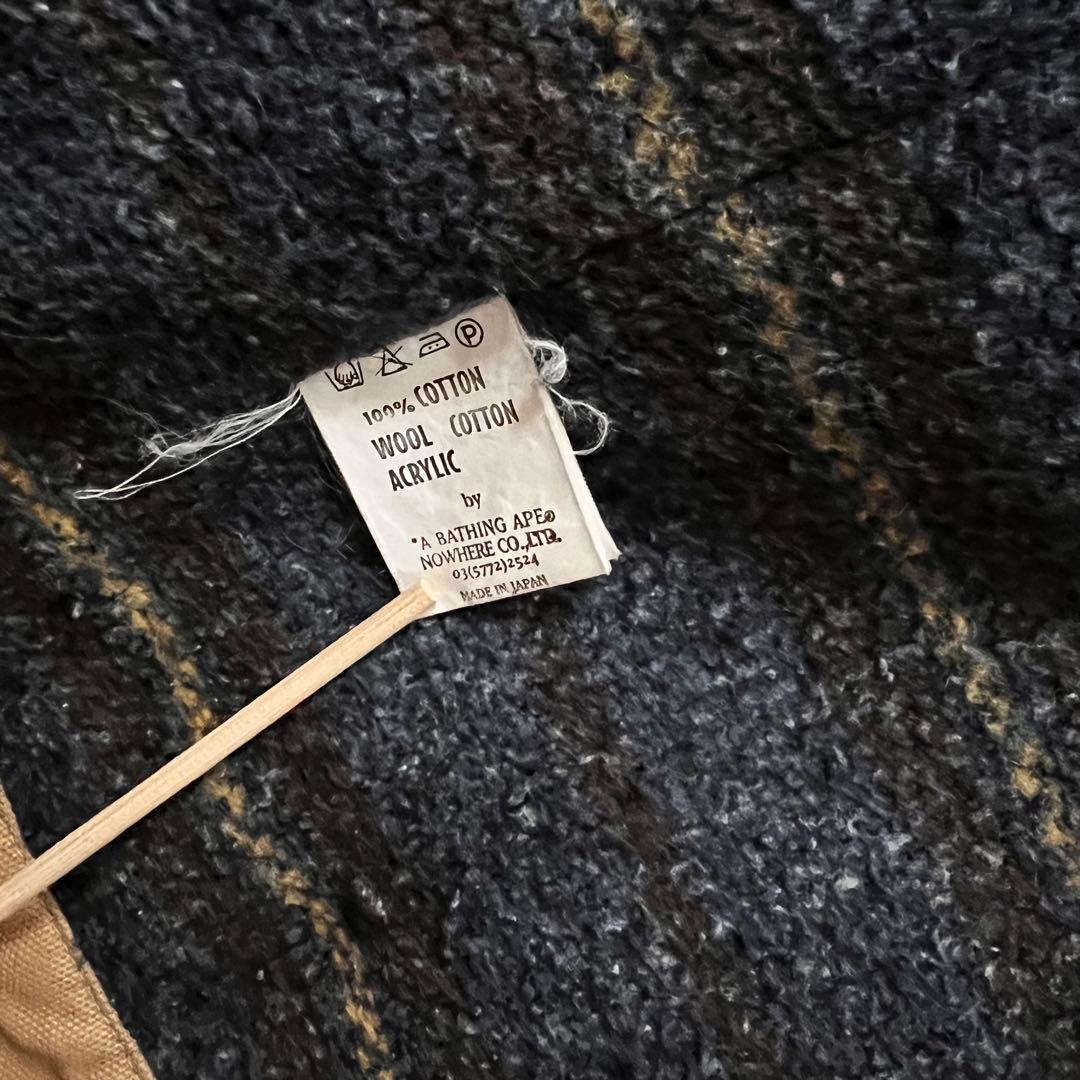 P
100% COTTON
WOOL COTTON
ACRYLIC
by
"A BATHING APE®
NOWHERE CO.,LTD.
03(5772)2524
MADE IN JAPAN